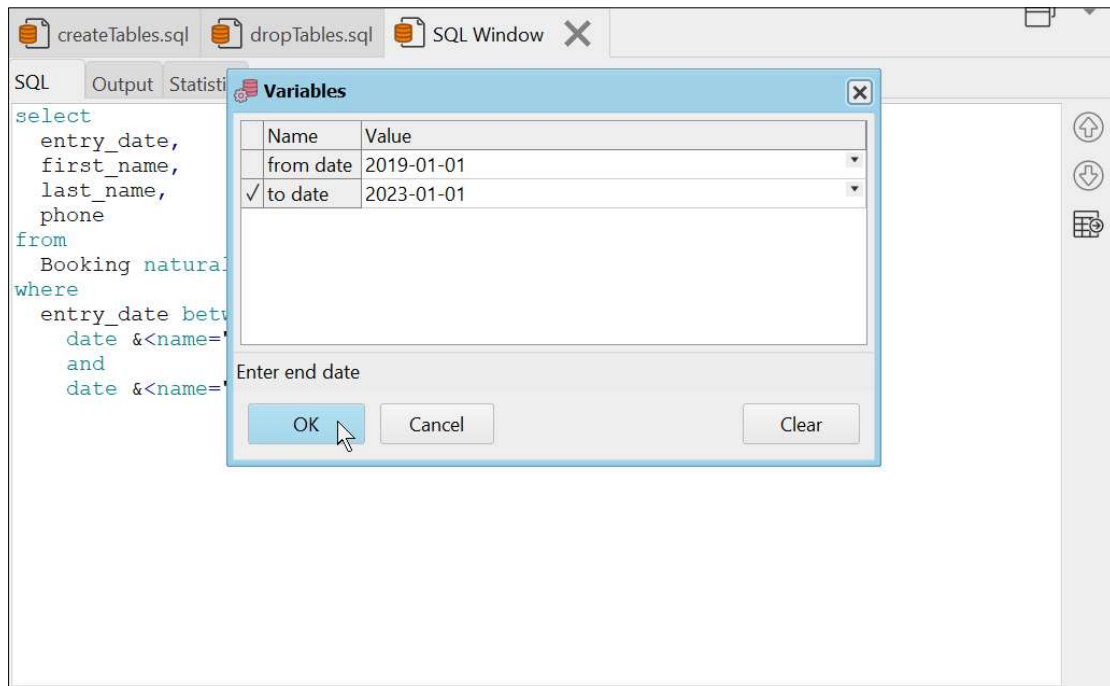 createTables.sql dropTables.sql SQL Window
SQL Output Statisti
Variables
select
entry_date,
first_name,
last_name,
phone
from
Booking natura
where
entry_date betw
date &<name="
and
date &<name="
Name Value
from date 2019-01-01
✓ to date 2023-01-01
Enter end date
OK Cancel Clear